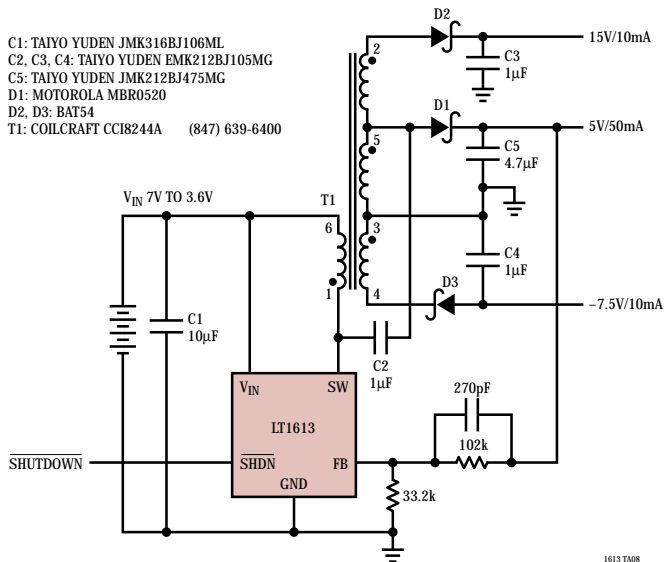 C1: TAIYO YUDEN JMK316BJ106ML
C2, C3, C4: TAIYO YUDEN EMK212BJ105MG
C5: TAIYO YUDEN JMK212BJ475MG
D1: MOTOROLA MBR0520
D2, D3: BAT54
T1: COILCRAFT CCI8244A (847) 639-6400
D2
15V/10mA
2
C3
1µF
D1
5V/50mA
5
C5
4.7µF
VIN 7V TO 3.6V
T1
6
3
C4
1µF
D3
1
4
–7.5V/10mA
C1
10µF
C2
1µF
VIN
SW
270pF
LT1613
102k
SHUTDOWN
SHDN
FB
GND
33.2k
1613 TA08